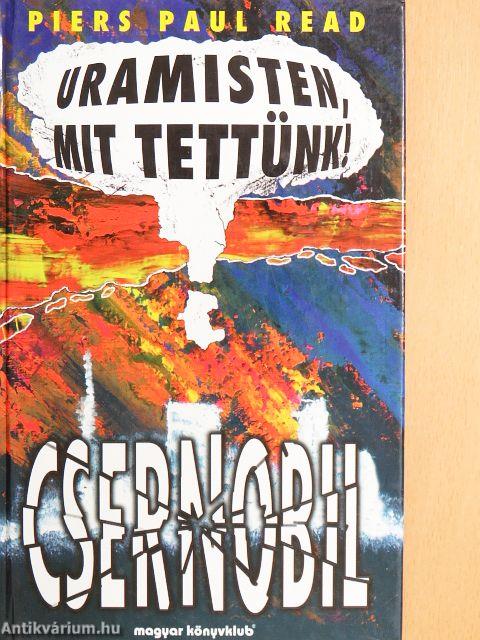 PIERS PAUL READ
URAMISTEN,
MIT TETTÜNK!
CSERNOBIL
magyar könyvklub®
Antikvárium.hu